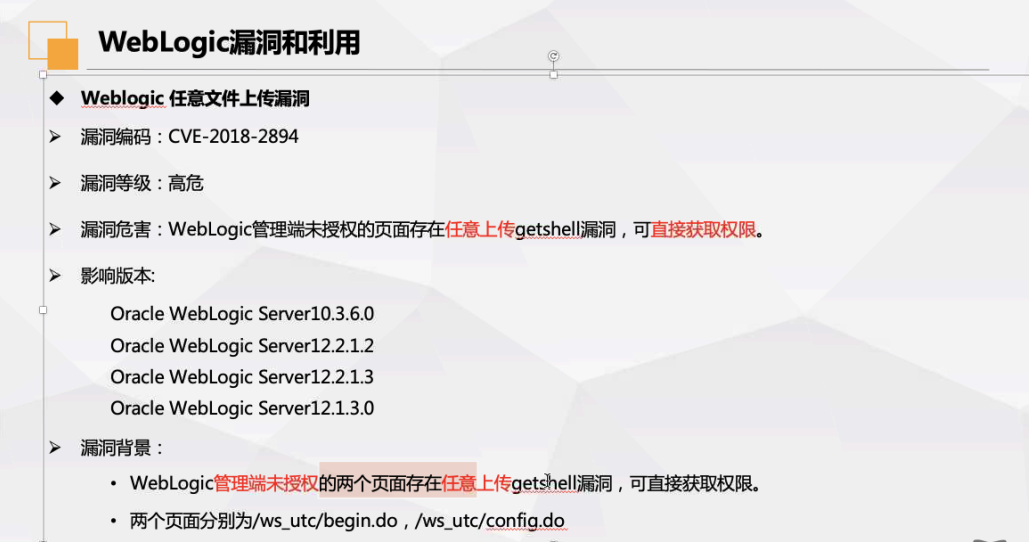 WebLogic漏洞和利用
Weblogic 任意文件上传漏洞
漏洞编码：CVE-2018-2894
漏洞等级：高危
漏洞危害：WebLogic管理端未授权的页面存在任意上传getshell漏洞，可直接获取权限。
影响版本:
Oracle WebLogic Server10.3.6.0
Oracle WebLogic Server12.2.1.2
Oracle WebLogic Server12.2.1.3
Oracle WebLogic Server12.1.3.0
漏洞背景：
• WebLogic管理端未授权的两个页面存在任意上传getshell漏洞，可直接获取权限。
• 两个页面分别为/ws_utc/begin.do，/ws_utc/config.do